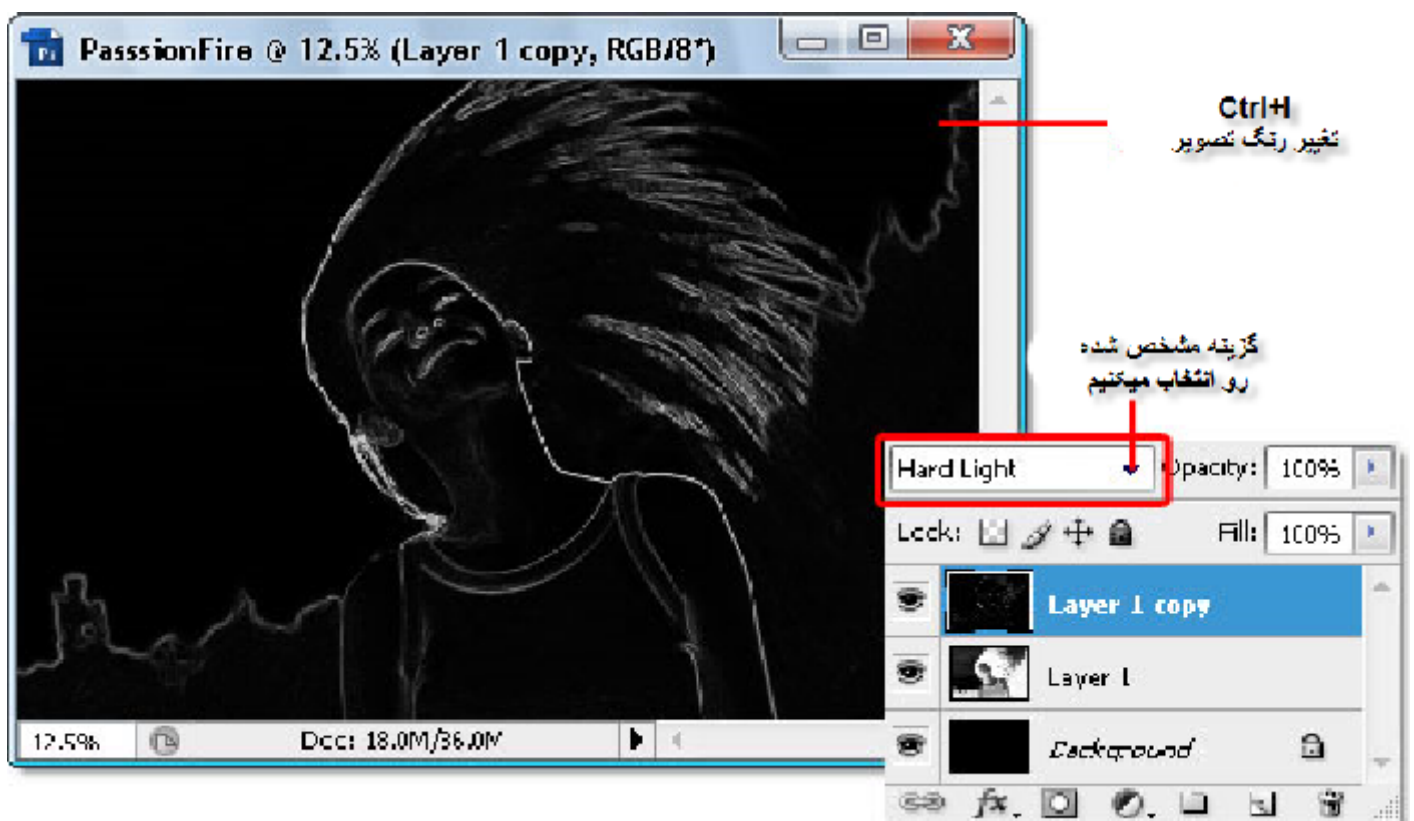 PasssionFire @ 12.5% (Layer 1 copy, RGB/8*)
Ctrl+I
تغییر رنگ تصویر
گزینه مشخص شده
رو انتخاب میکنیم
Hard Light Opacity: 100%
Lock: Fill: 100%
Layer 1 copy
Layer 1
Background
12.5% Doc: 18.0M/36.0M